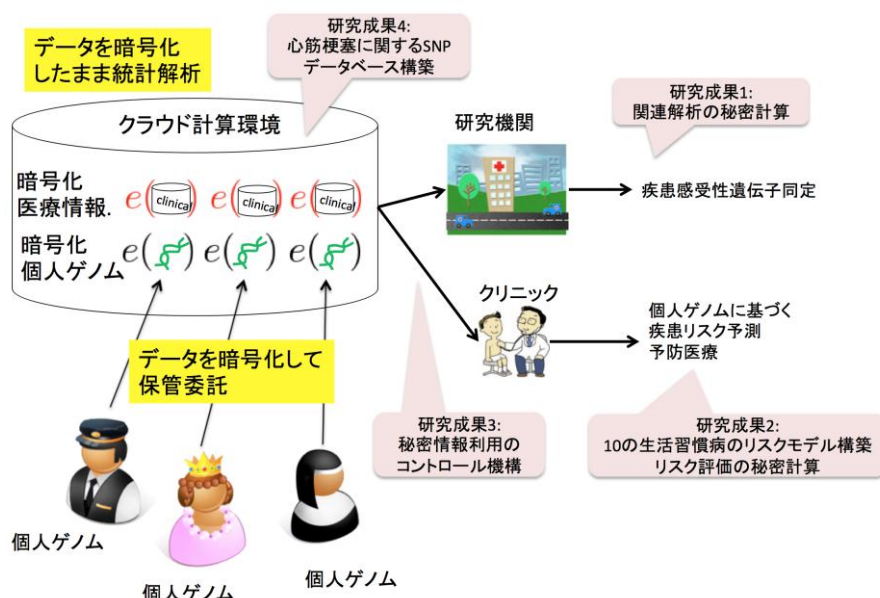 データを暗号化
したまま統計解析
研究成果4:
心筋梗塞に関するSNP
データベース構築
クラウド計算環境
暗号化
医療情報.
e(clinical) e(clinical) e(clinical)
暗号化
個人ゲノム
e( ) e( ) e( )
研究機関
研究成果1:
関連解析の秘密計算
疾患感受性遺伝子同定
クリニック
個人ゲノムに基づく
疾患リスク予測
予防医療
データを暗号化して
保管委託
研究成果3:
秘密情報利用の
コントロール機構
研究成果2:
10の生活習慣病のリスクモデル構築
リスク評価の秘密計算
個人ゲノム
個人ゲノム
個人ゲノム